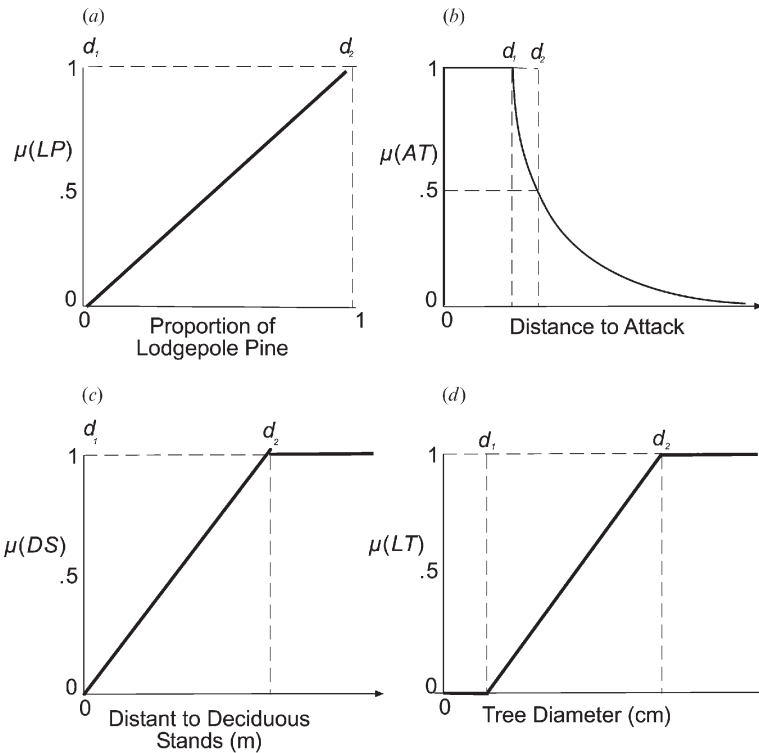 (a)
d₁ d₂
1
μ(LP)
.5
0
0 1
Proportion of
Lodgepole Pine
(b)
d₁ d₂
1
μ(AT)
.5
0
0
Distance to Attack
(c)
d₁ d₂
1
μ(DS)
.5
0
0
Distant to Deciduous
Stands (m)
(d)
d₁ d₂
1
μ(LT)
.5
0
0
Tree Diameter (cm)